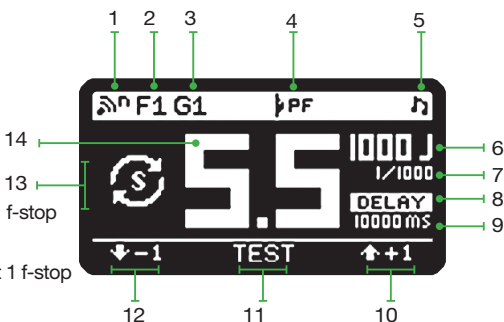 1 2 3 4 5
n F1 G1 PF
14 5.5 1000 J 6
1/1000 7
13 S DELAY 8
f-stop 10000 ms 9
t 1 f-stop -1 TEST +1
12 11 10